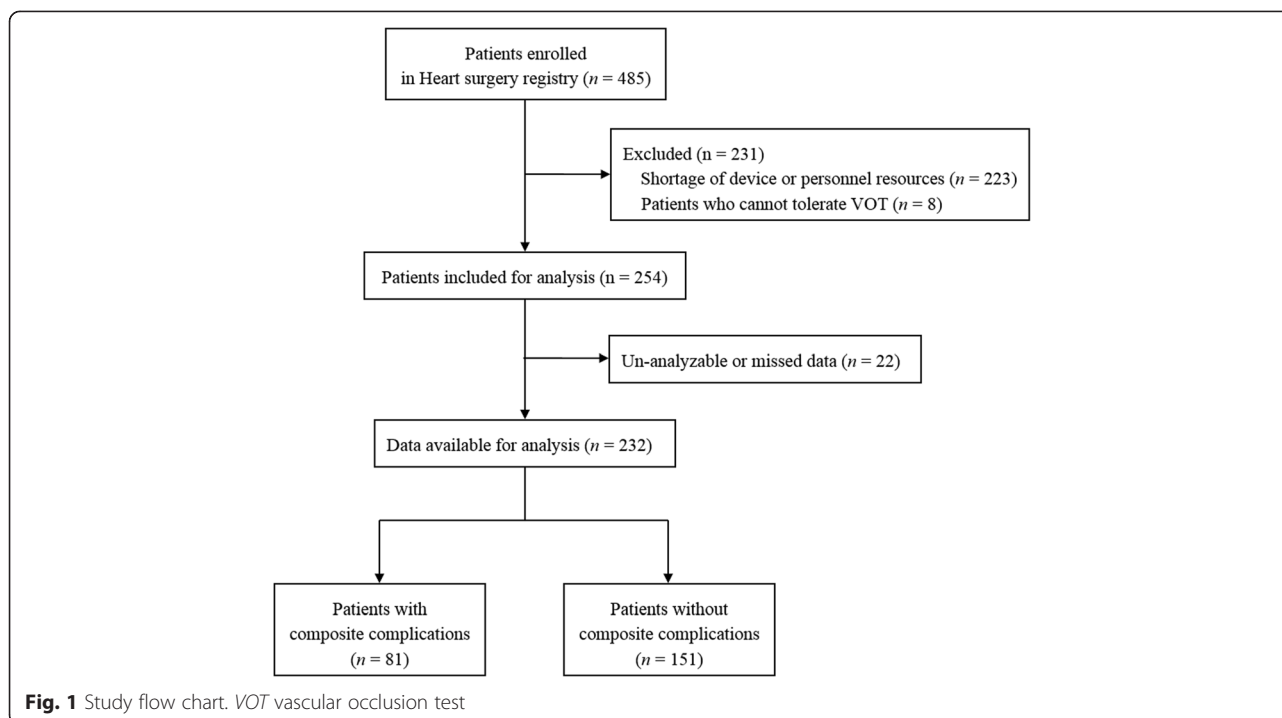 Patients enrolled
in Heart surgery registry (n = 485)
Excluded (n = 231)
Shortage of device or personnel resources (n = 223)
Patients who cannot tolerate VOT (n = 8)
Patients included for analysis (n = 254)
Un-analyzable or missed data (n = 22)
Data available for analysis (n = 232)
Patients with
composite complications
(n = 81)
Patients without
composite complications
(n = 151)
Fig. 1 Study flow chart. VOT vascular occlusion test